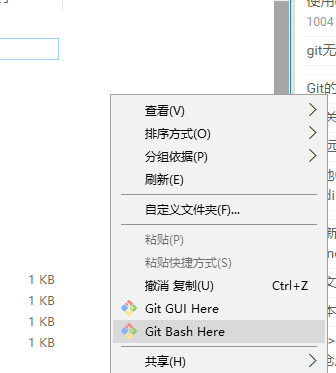 1004
git无
Git的
查看(V)
排序方式(O)
分组依据(P)
刷新(E)
自定义文件夹(F)...
粘贴(P)
粘贴快捷方式(S)
撤消 复制(U) Ctrl+Z
Git GUI Here
Git Bash Here
共享(H)
1 KB
1 KB
1 KB
1 KB